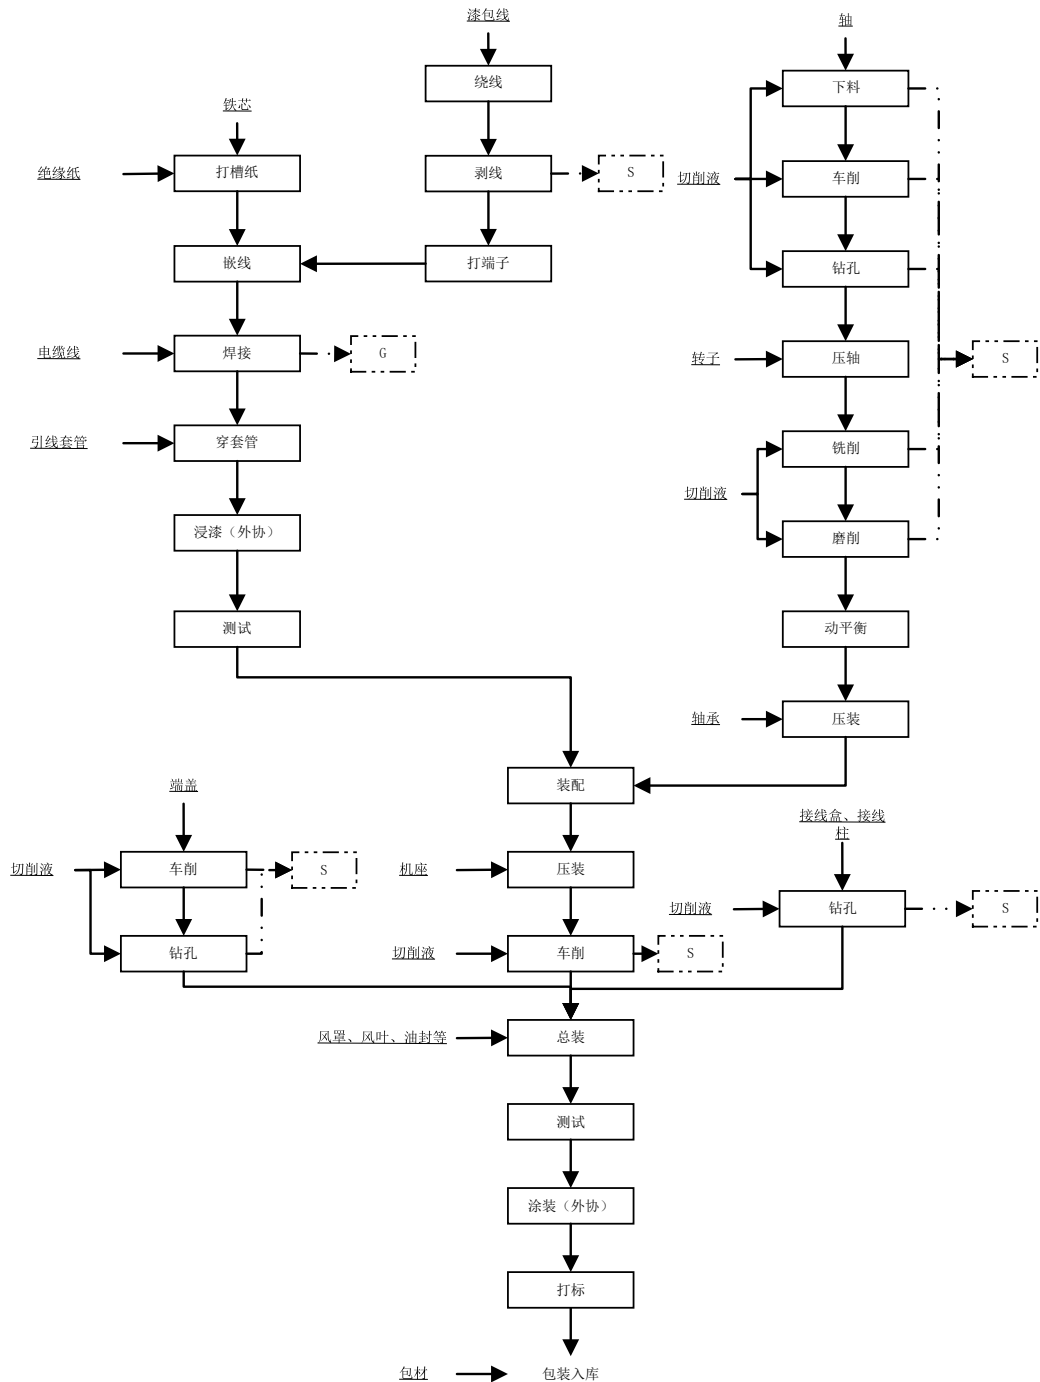 漆包线
轴
绕线
下料
铁芯
绝缘纸
打槽纸
剥线
S
切削液
车削
嵌线
打端子
钻孔
电缆线
焊接
G
转子
压轴
S
引线套管
穿套管
铣削
切削液
浸漆（外协）
磨削
测试
动平衡
轴承
压装
端盖
装配
接线盒、接线
柱
切削液
车削
S
机座
压装
切削液
钻孔
S
钻孔
切削液
车削
S
风罩、风叶、油封等
总装
测试
涂装（外协）
打标
包材
包装入库